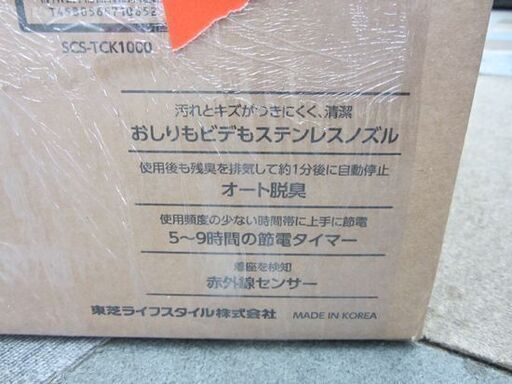 SCS-TCK1000
汚れとキズがつきにくく、清潔
おしりもビデもステンレスノズル
使用後も残臭を排気して約1分後に自動停止
オート脱臭
使用頻度の少ない時間帯に上手に節電
5〜9時間の節電タイマー
着座を検知
赤外線センサー
東芝ライフスタイル株式会社 MADE IN KOREA